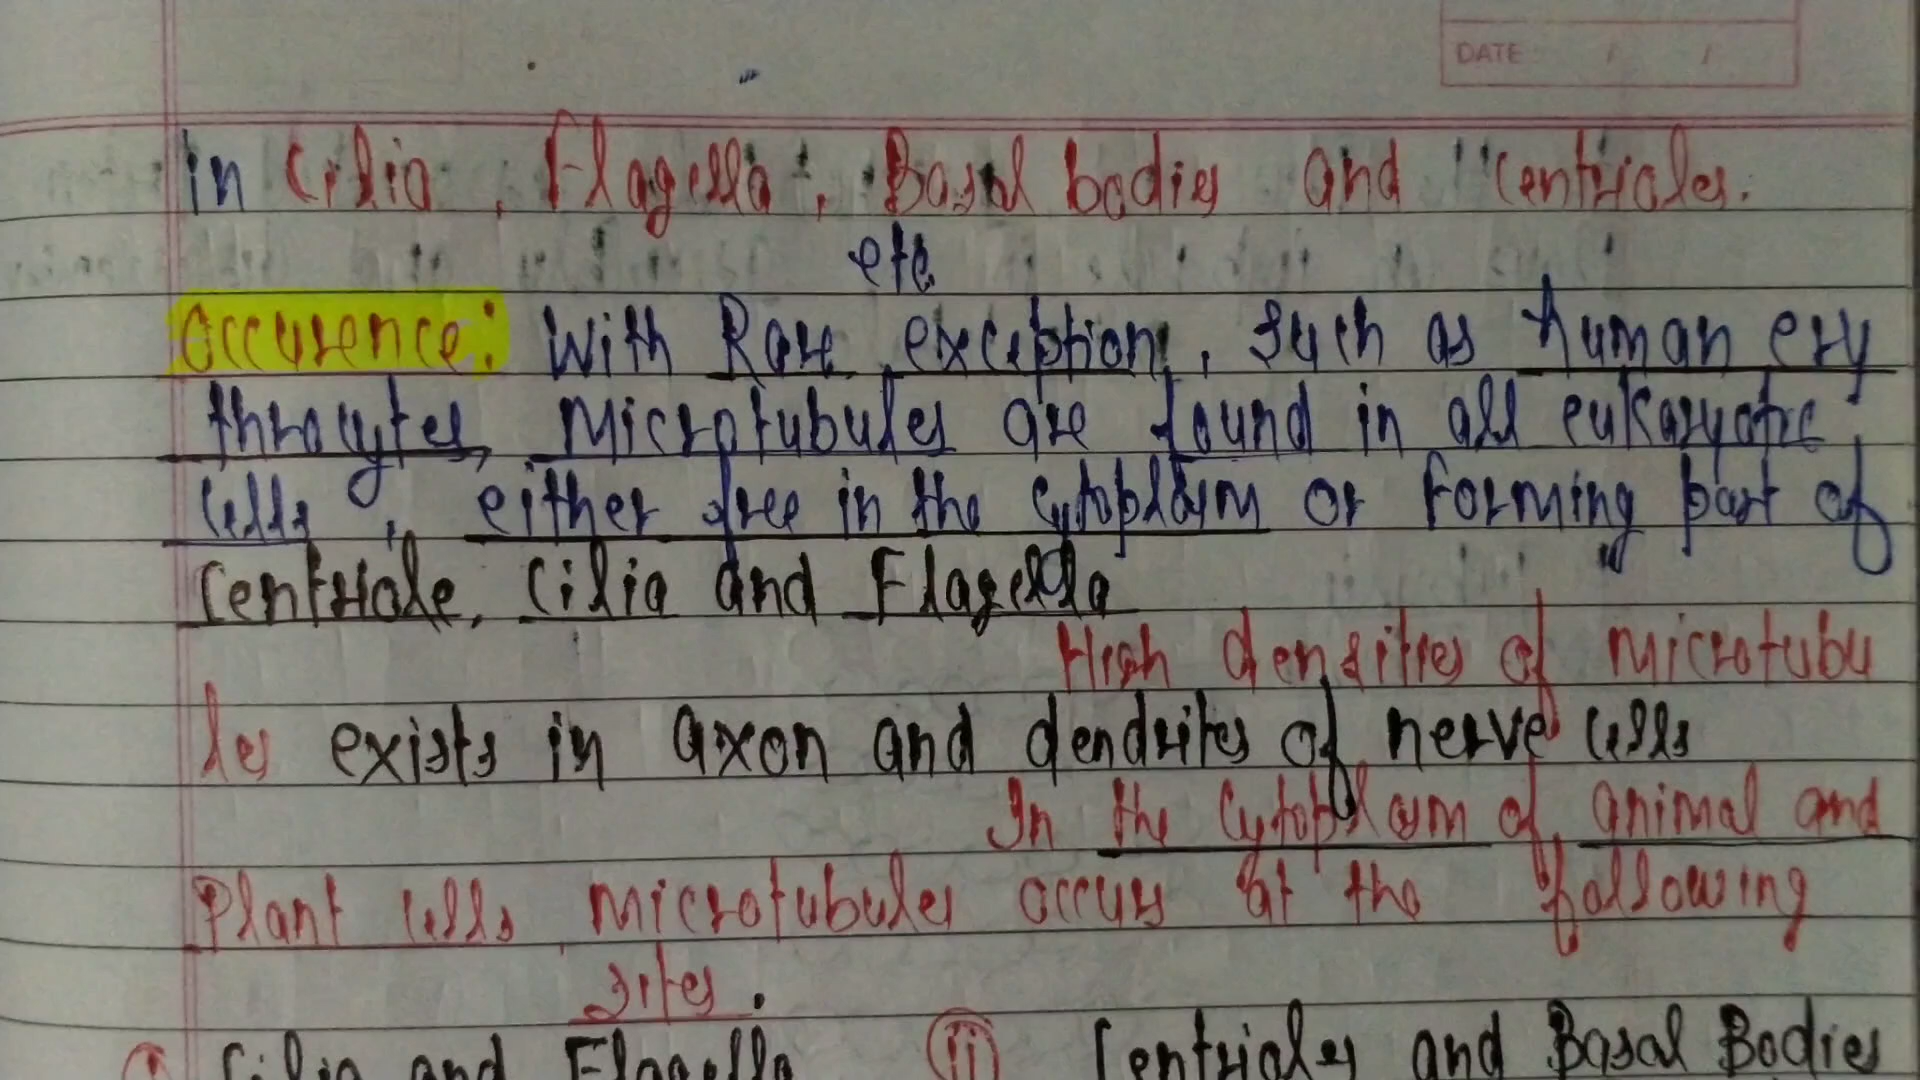 DATE / /
in Cilia, Flagella, Basal bodies and Centrioles.
etc
Occurence: With Rare exception, Such as human ery
throcytes, Microtubules are found in all eukaryotic
cells, either free in the cytoplasm or Forming part of
Centriole, Cilia and Flagella
High densities of microtubu
les exists in axon and dendrites of nerve cells
In the cytoplasm of animal and
Plant cells microtubules occurs at the following
sites.
i Cilia and Flagella (ii) Centrioles and Basal Bodies